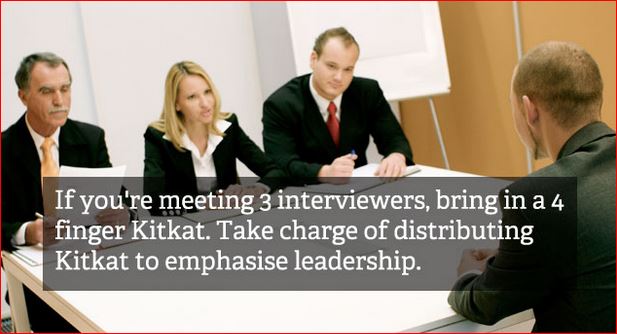 If you're meeting 3 interviewers, bring in a 4
finger Kitkat. Take charge of distributing
Kitkat to emphasise leadership.